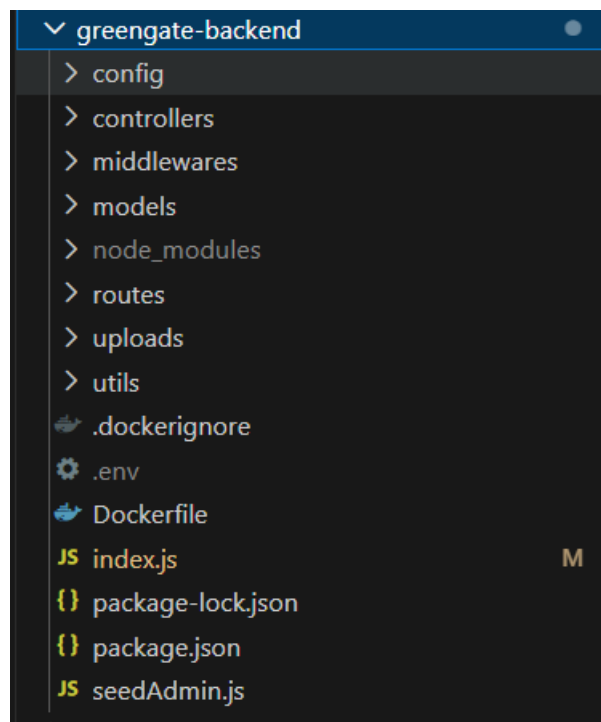 greengate-backend
config
controllers
middlewares
models
node_modules
routes
uploads
utils
.dockerignore
.env
Dockerfile
JS index.js M
{} package-lock.json
{} package.json
JS seedAdmin.js